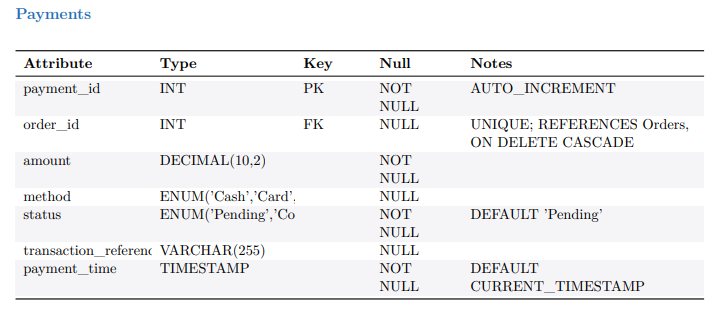 Payments
Attribute Type Key Null Notes
payment_id INT PK NOT AUTO_INCREMENT
NULL
order_id INT FK NULL UNIQUE; REFERENCES Orders,
ON DELETE CASCADE
amount DECIMAL(10,2) NOT
NULL
method ENUM('Cash','Card', NULL
status ENUM('Pending','Co NOT DEFAULT 'Pending'
NULL
transaction_referenc VARCHAR(255) NULL
payment_time TIMESTAMP NOT DEFAULT
NULL CURRENT_TIMESTAMP